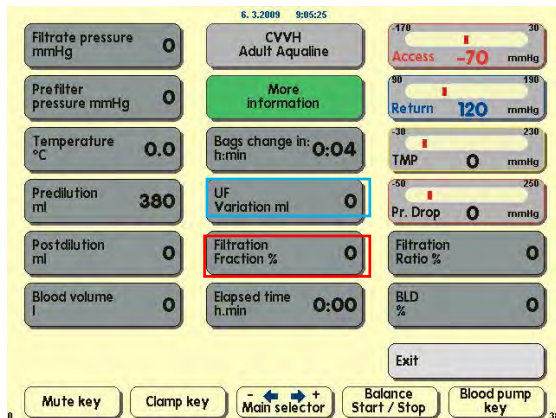 6. 3.2009 9:05:25
Filtrate pressure
mmHg 0
CVVH
Adult Aqualine
-170 30
Access -70 mmHg
Prefilter
pressure mmHg 0
More
information
90 190
Return 120 mmHg
Temperature
°C 0.0
Bags change in:
h:min 0:04
-30 230
TMP 0 mmHg
Predilution
ml 380
UF
Variation ml 0
-50 250
Pr. Drop 0 mmHg
Postdilution
ml 0
Filtration
Fraction % 0
Filtration
Ratio % 0
Blood volume
l 0
Elapsed time
h.min 0:00
BLD
% 0
Exit
Mute key
Clamp key
- +
Main selector
Balance
Start / Stop
Blood pump
key